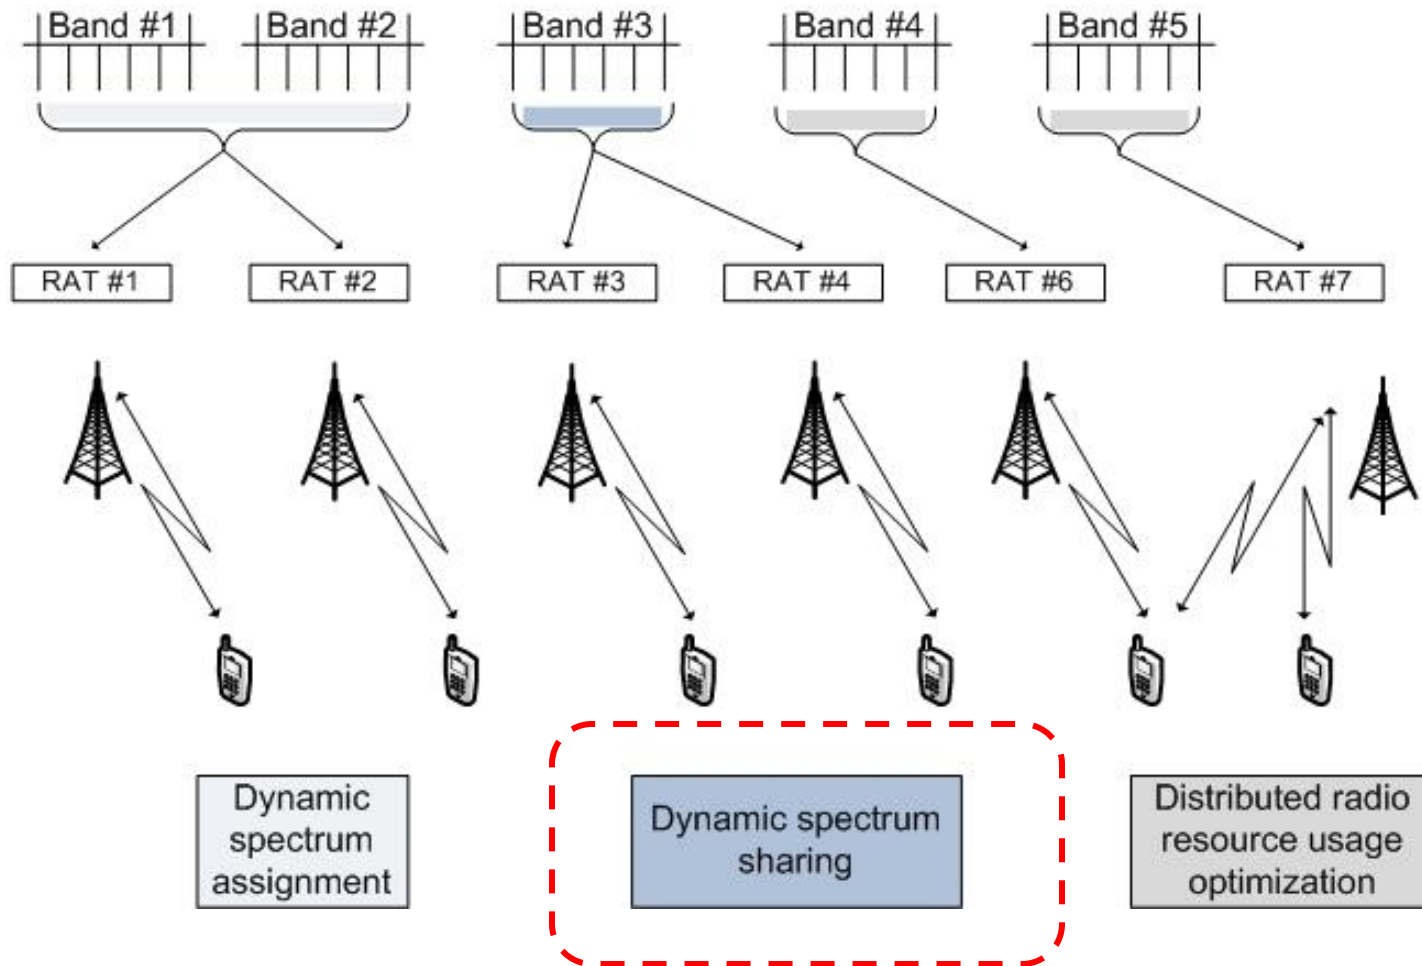 Band #1
Band #2
Band #3
Band #4
Band #5
RAT #1
RAT #2
RAT #3
RAT #4
RAT #6
RAT #7
Dynamic
spectrum
assignment
Dynamic spectrum
sharing
Distributed radio
resource usage
optimization